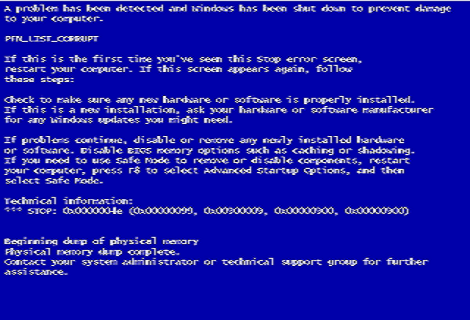 A problem has been detected and Windows has been shut down to prevent damage
to your computer.
PFN_LIST_CORRUPT
If this is the first time you've seen this Stop error screen,
restart your computer. If this screen appears again, follow
these steps:
Check to make sure any new hardware or software is properly installed.
If this is a new installation, ask your hardware or software manufacturer
for any Windows updates you might need.
If problems continue, disable or remove any newly installed hardware
or software. Disable BIOS memory options such as caching or shadowing.
If you need to use Safe Mode to remove or disable components, restart
your computer, press F8 to select Advanced Startup Options, and then
select Safe Mode.
Technical information:
*** STOP: 0x0000004e (0x00000099, 0x00900009, 0x00000900, 0x00000900)
Beginning dump of physical memory
Physical memory dump complete.
Contact your system administrator or technical support group for further
assistance.